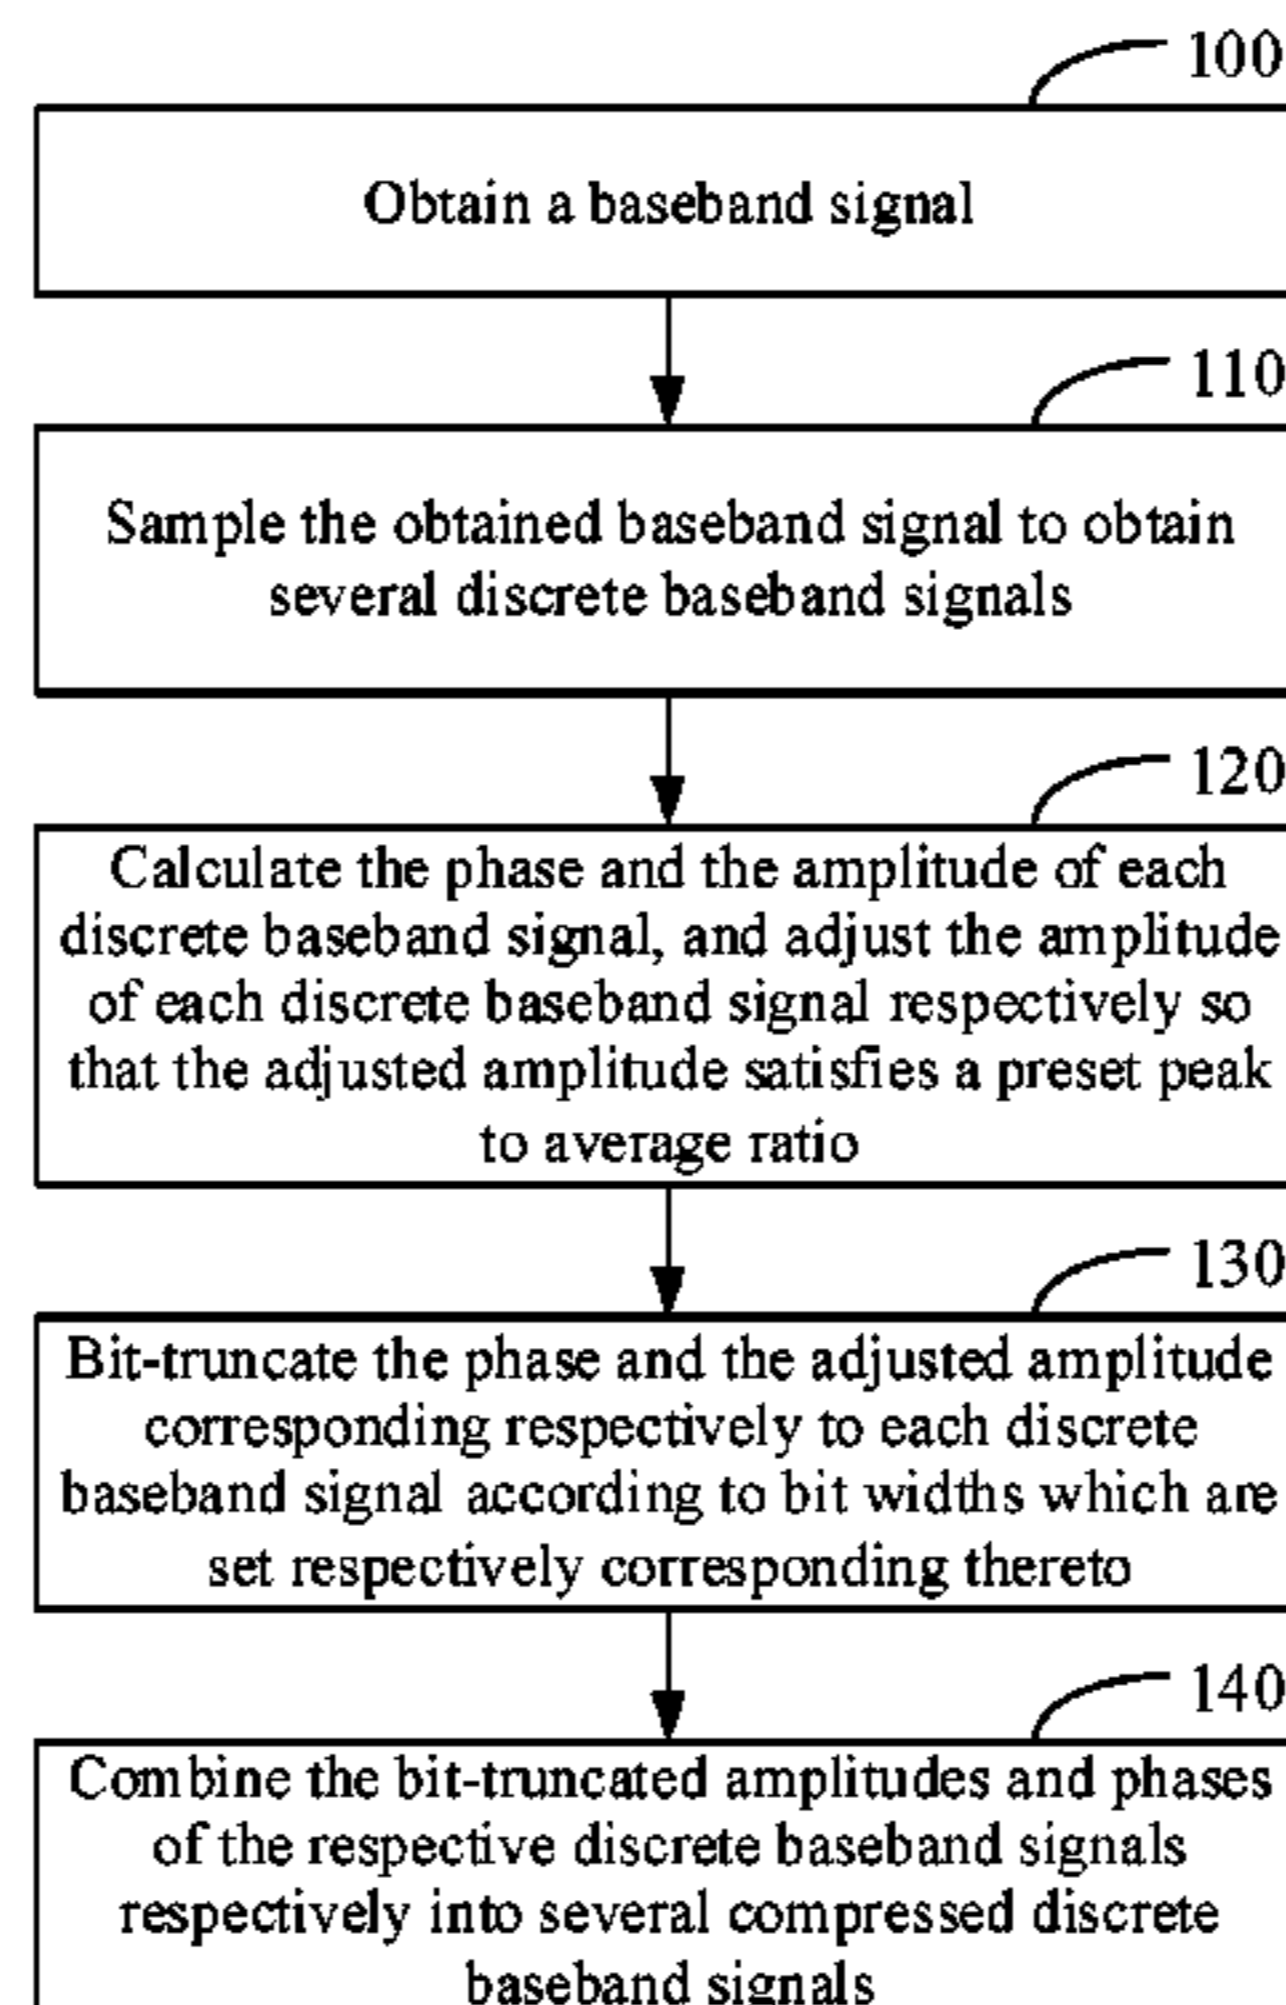 100
Obtain a baseband signal
110
Sample the obtained baseband signal to obtain
several discrete baseband signals
120
Calculate the phase and the amplitude of each
discrete baseband signal, and adjust the amplitude
of each discrete baseband signal respectively so
that the adjusted amplitude satisfies a preset peak
to average ratio
130
Bit-truncate the phase and the adjusted amplitude
corresponding respectively to each discrete
baseband signal according to bit widths which are
set respectively corresponding thereto
140
Combine the bit-truncated amplitudes and phases
of the respective discrete baseband signals
respectively into several compressed discrete
baseband signals